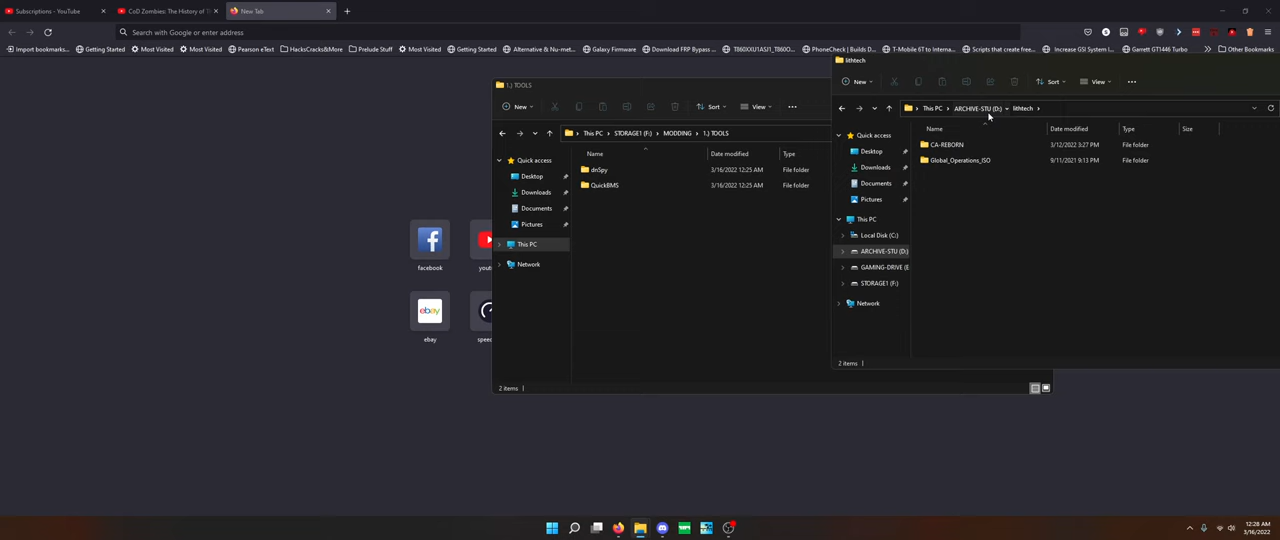 Subscriptions - YouTube
CoD Zombies: The History of T
New Tab
Search with Google or enter address
Import bookmarks...
Getting Started
Most Visited
Pearson eText
HacksCracks&More
Prelude Stuff
Most Visited
Getting Started
Alternative & Nu-met...
Galaxy Firmware
Download FRP Bypass ...
T860XXU1ASJ1_T860O...
PhoneCheck | Builds D...
T-Mobile 6T to Interna...
Scripts that create free...
Increase GSI System I...
Garrett GT1446 Turbo
Other Bookmarks
facebook
yout
ebay
speed
1.) TOOLS
New
Sort
View
This PC
STORAGE1 (F:)
MODDING
1.) TOOLS
Name
Date modified
Type
Quick access
Desktop
Downloads
Documents
Pictures
This PC
Network
dnSpy
3/16/2022 12:25 AM
File folder
QuickBMS
3/16/2022 12:25 AM
File folder
2 items
lithtech
New
Sort
View
This PC
ARCHIVE-STU (D:)
lithtech
Name
Date modified
Type
Size
Quick access
Desktop
Downloads
Documents
Pictures
This PC
Local Disk (C:)
ARCHIVE-STU (D:)
GAMING-DRIVE (E
STORAGE1 (F:)
Network
CA-REBORN
3/12/2022 3:27 PM
File folder
Global_Operations_ISO
9/11/2021 9:13 PM
File folder
2 items
12:28 AM
3/16/2022